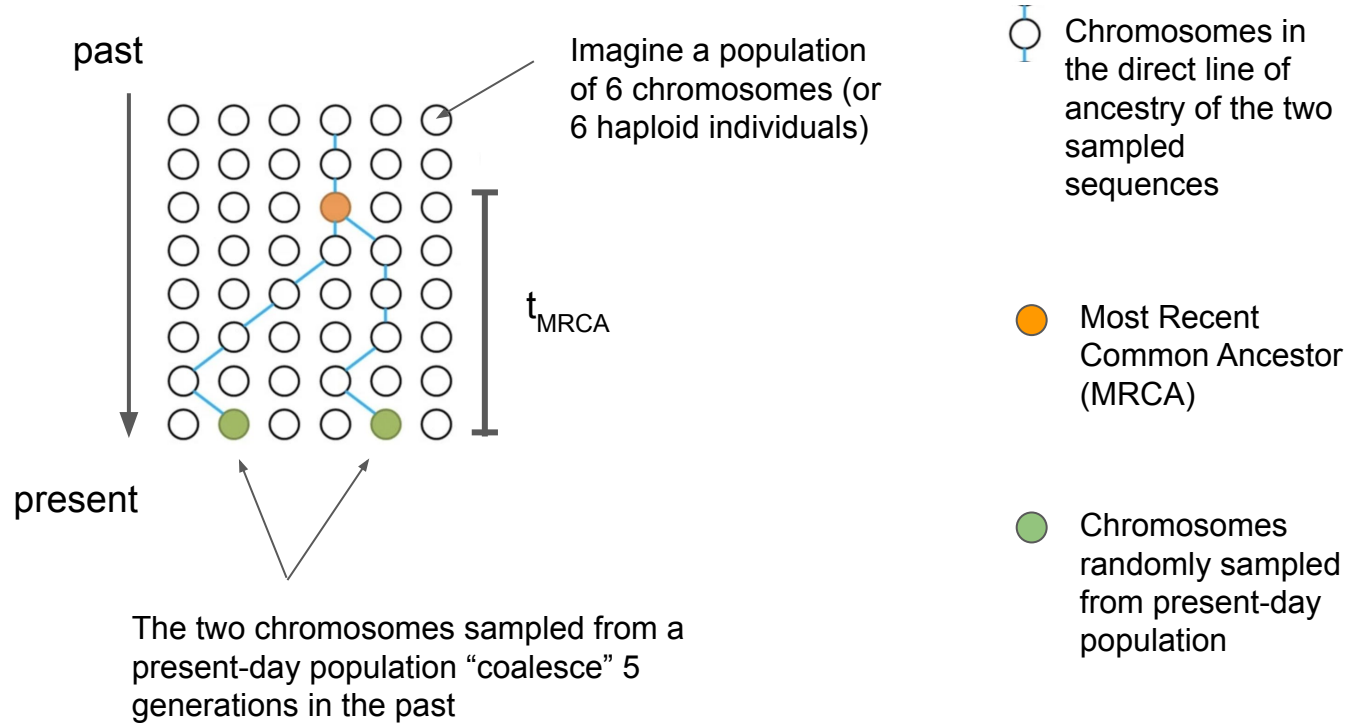 past
Imagine a population
of 6 chromosomes (or
6 haploid individuals)
t_MRCA
present
The two chromosomes sampled from a
present-day population “coalesce” 5
generations in the past
Chromosomes in
the direct line of
ancestry of the two
sampled
sequences
Most Recent
Common Ancestor
(MRCA)
Chromosomes
randomly sampled
from present-day
population